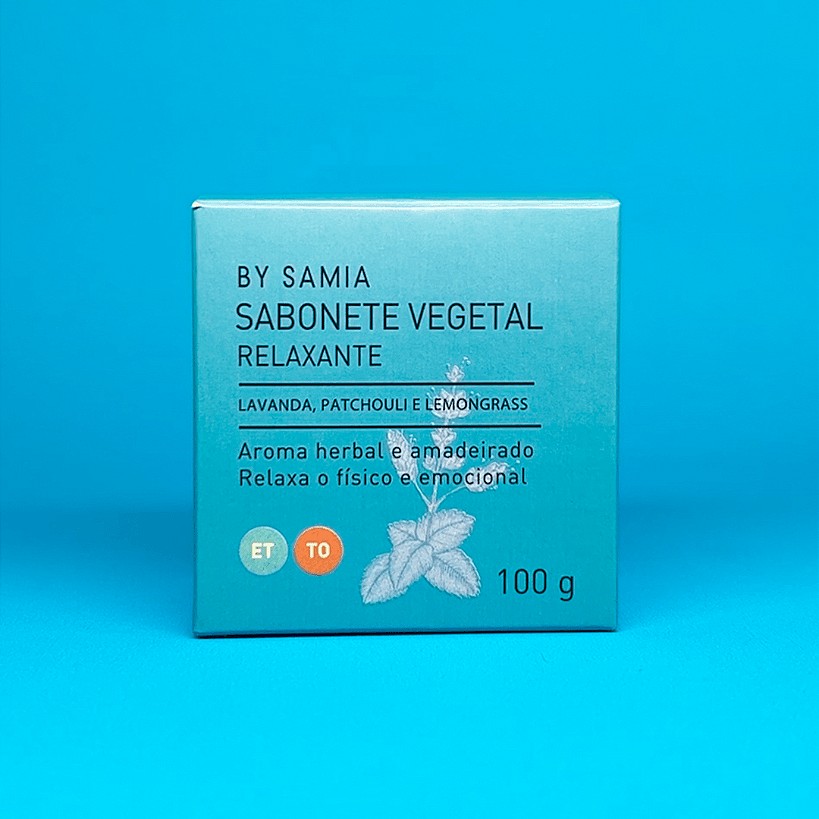 BY SAMIA
SABONETE VEGETAL
RELAXANTE
LAVANDA, PATCHOULI E LEMONGRASS
Aroma herbal e amadeirado
Relaxa o físico e emocional
ET TO
100 g